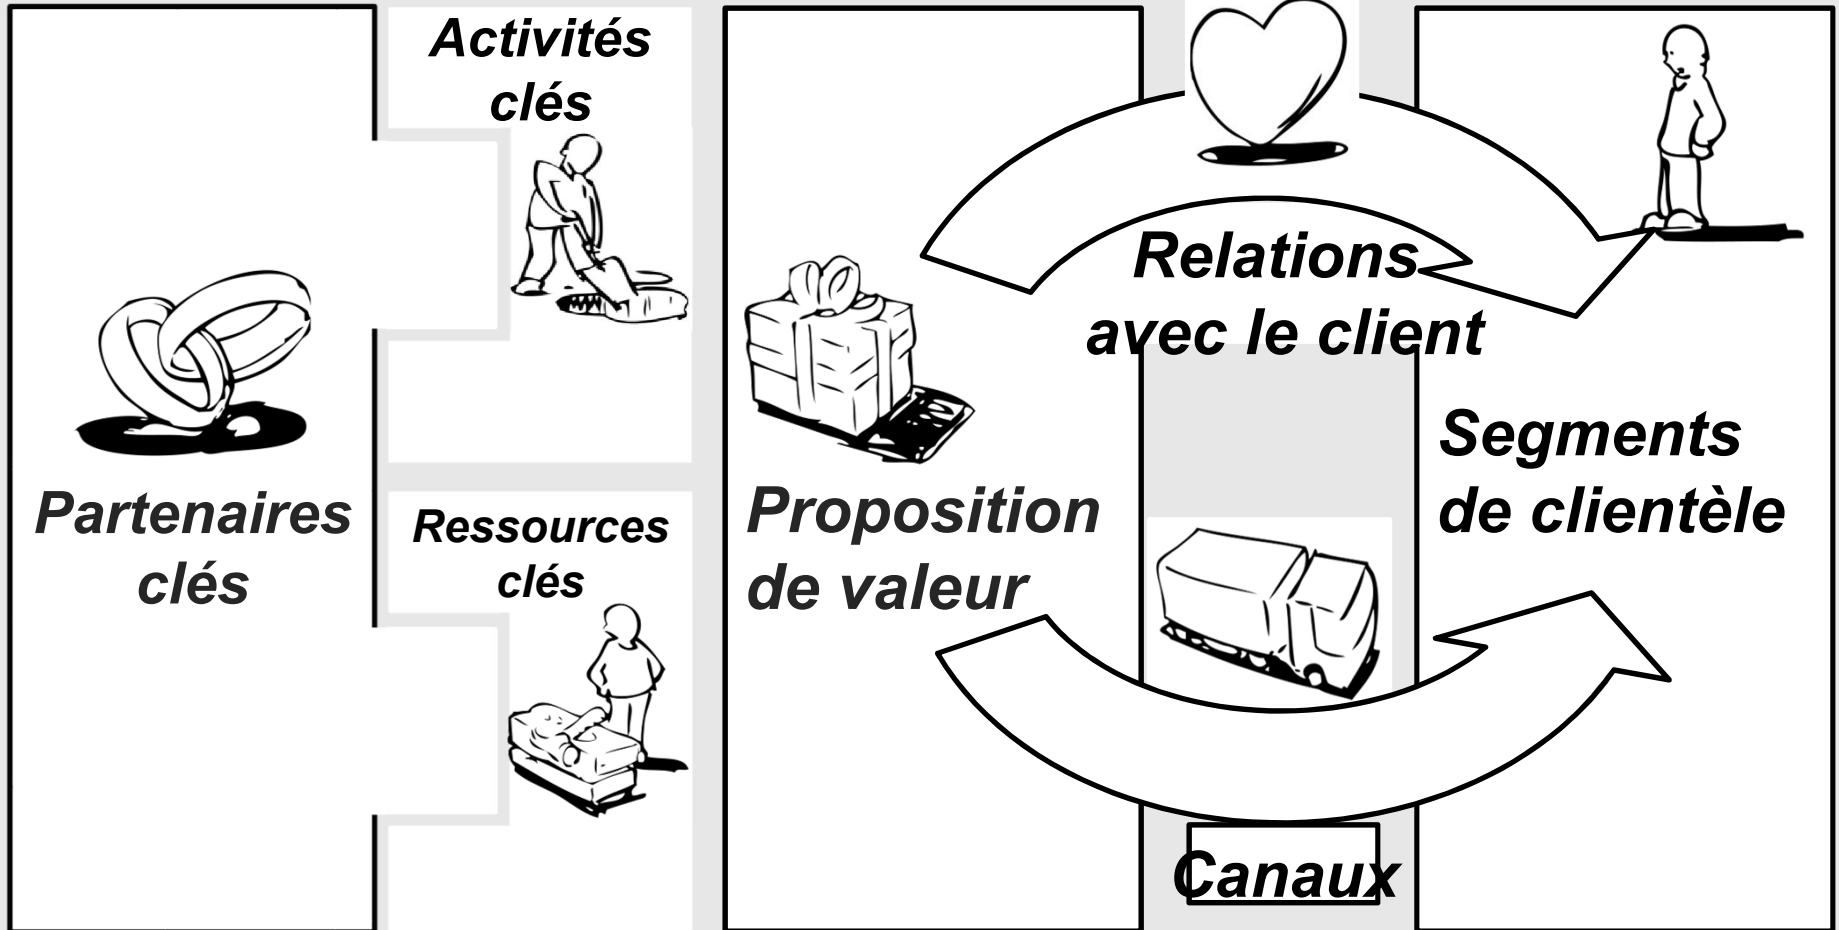 Activités
clés
Partenaires
clés
Ressources
clés
Proposition
de valeur
Relations
avec le client
Segments
de clientèle
Canaux